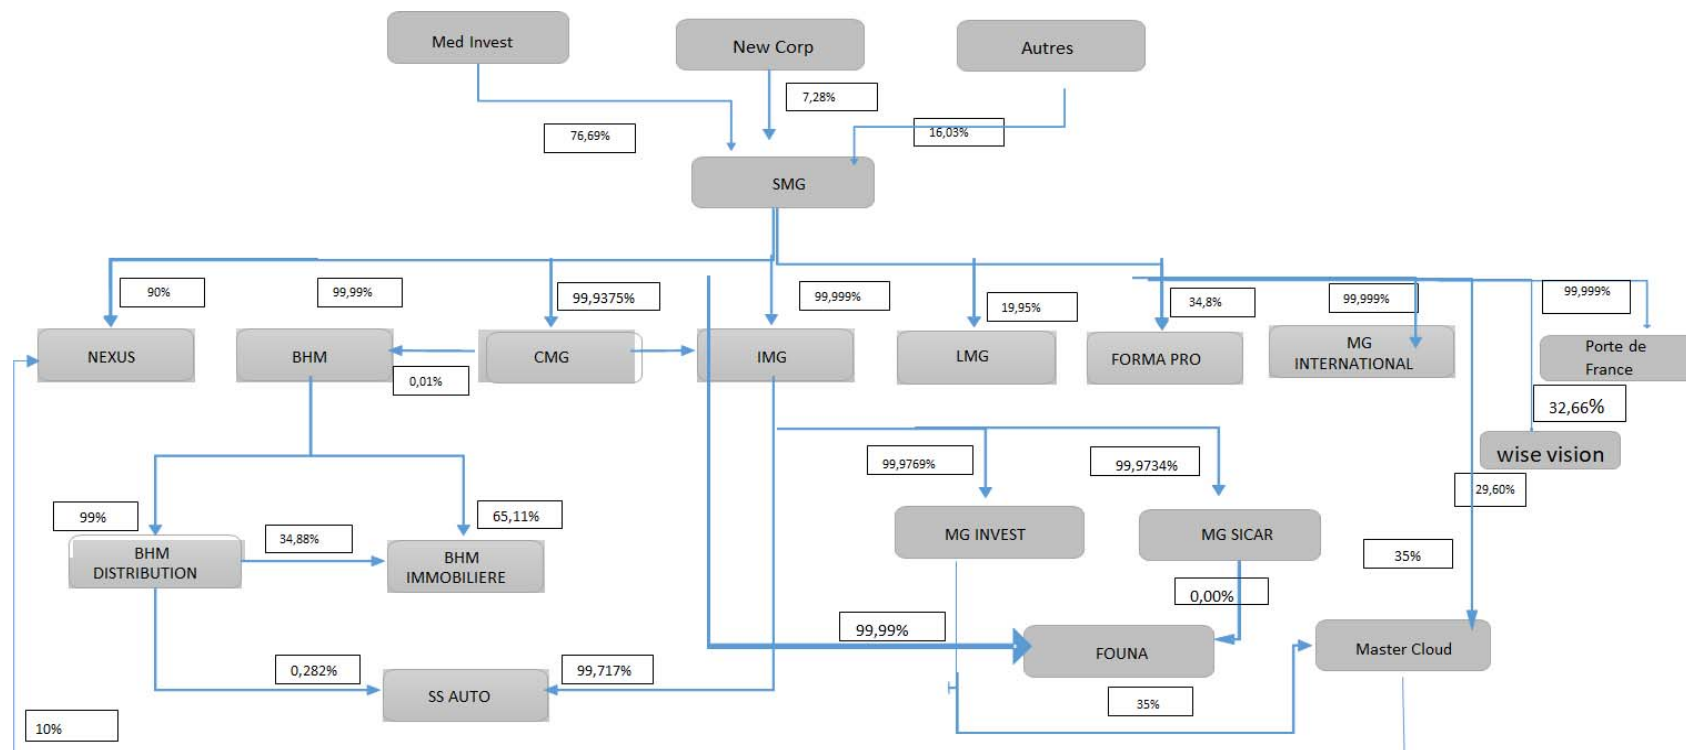 Med Invest
New Corp
Autres
7,28%
76,69%
16,03%
SMG
90%
99,99%
99,9375%
99,999%
19,95%
34,8%
99,999%
99,999%
NEXUS
BHM
CMG
IMG
LMG
FORMA PRO
MG
INTERNATIONAL
Porte de
France
0,01%
32,66%
wise vision
99,9769%
99,9734%
29,60%
99%
34,88%
65,11%
MG INVEST
MG SICAR
BHM
DISTRIBUTION
BHM
IMMOBILIERE
35%
0,00%
99,99%
FOUNA
Master Cloud
0,282%
99,717%
SS AUTO
35%
10%